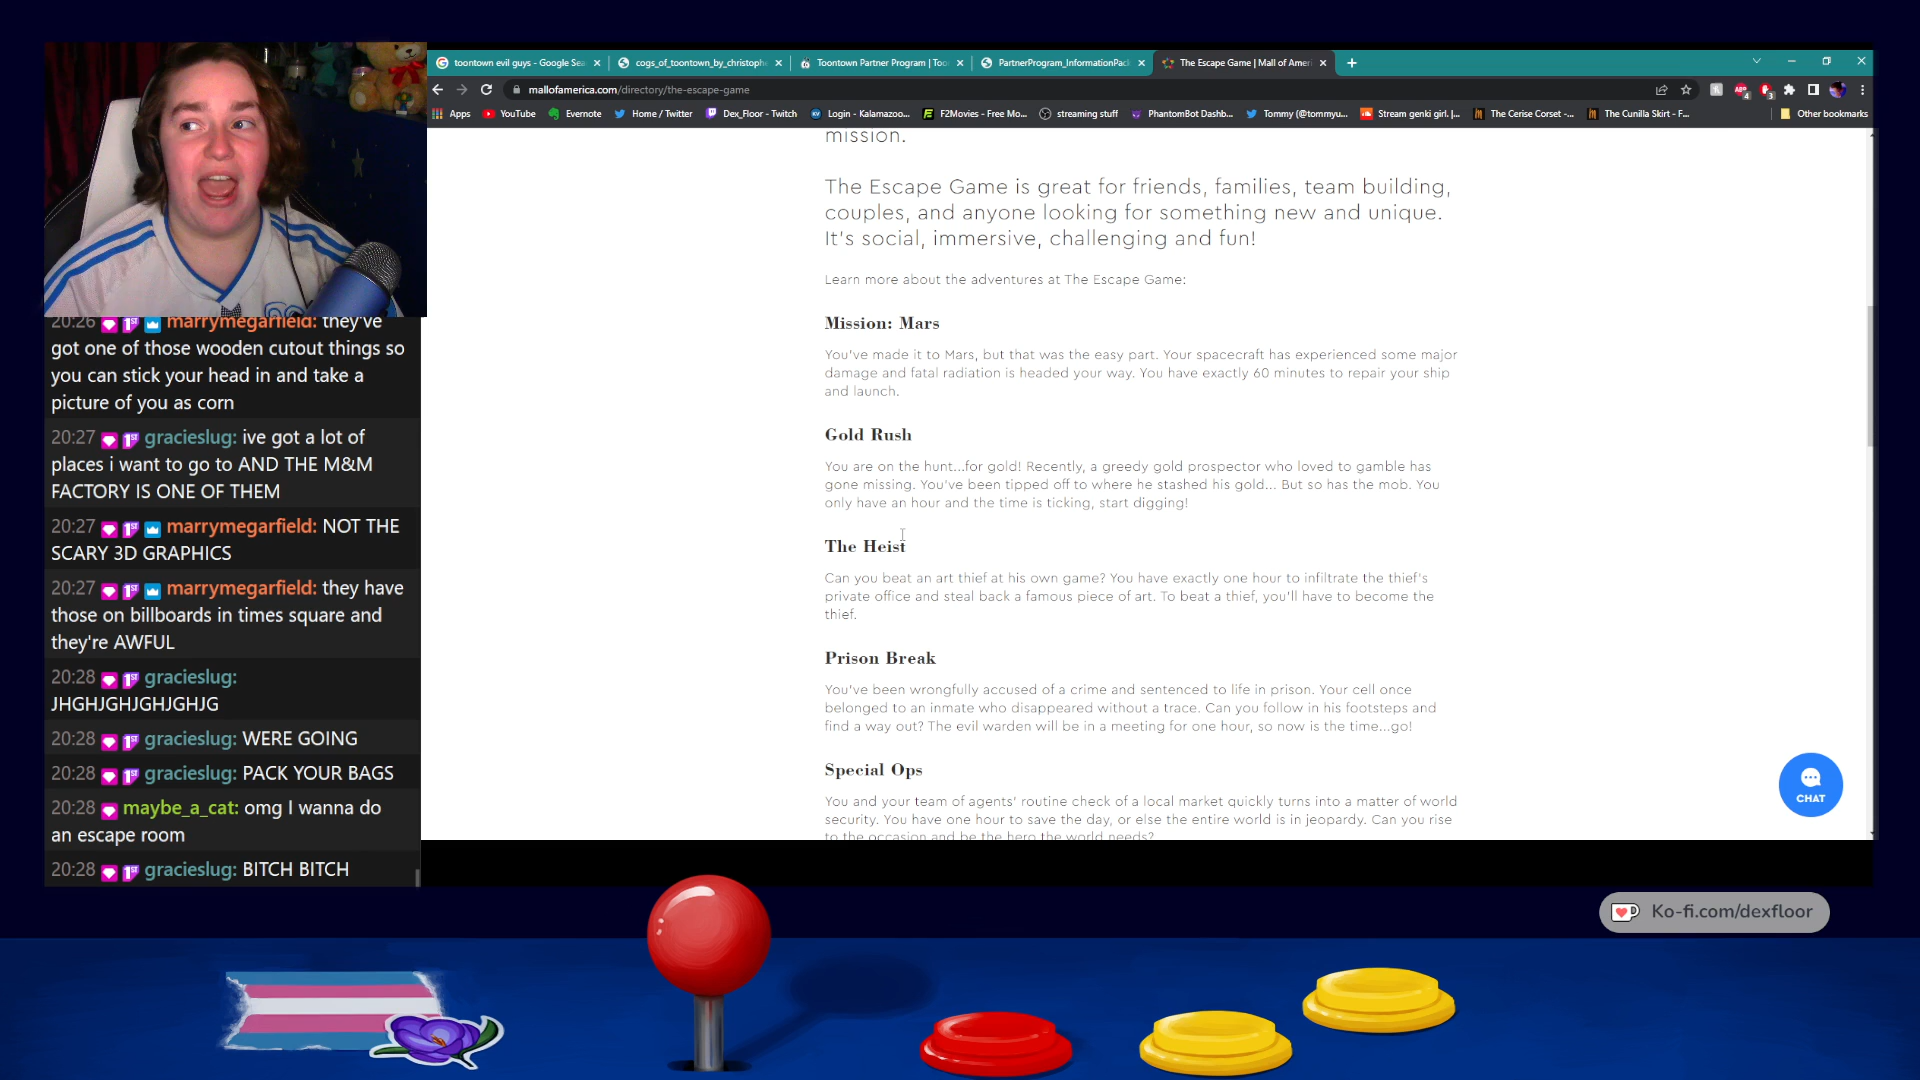 toontown evil guys - Google Sea
cogs_of_toontown_by_christophe
Toontown Partner Program | Too
PartnerProgram_InformationPac
The Escape Game | Mall of Ameri
mallofamerica.com/directory/the-escape-game
Apps
YouTube
Evernote
Home / Twitter
Dex_Floor - Twitch
Login - Kalamazoo...
F2Movies - Free Mo...
streaming stuff
PhantomBot Dashb...
Tommy (@tommyu...
Stream genki girl. |...
The Cerise Corset -...
The Cunilla Skirt - F...
Other bookmarks
mission.
The Escape Game is great for friends, families, team building,
couples, and anyone looking for something new and unique.
It's social, immersive, challenging and fun!
Learn more about the adventures at The Escape Game:
Mission: Mars
You've made it to Mars, but that was the easy part. Your spacecraft has experienced some major
damage and fatal radiation is headed your way. You have exactly 60 minutes to repair your ship
and launch.
Gold Rush
You are on the hunt...for gold! Recently, a greedy gold prospector who loved to gamble has
gone missing. You've been tipped off to where he stashed his gold... But so has the mob. You
only have an hour and the time is ticking, start digging!
The Heist
Can you beat an art thief at his own game? You have exactly one hour to infiltrate the thief's
private office and steal back a famous piece of art. To beat a thief, you'll have to become the
thief.
Prison Break
You've been wrongfully accused of a crime and sentenced to life in prison. Your cell once
belonged to an inmate who disappeared without a trace. Can you follow in his footsteps and
find a way out? The evil warden will be in a meeting for one hour, so now is the time...go!
Special Ops
You and your team of agents' routine check of a local market quickly turns into a matter of world
security. You have one hour to save the day, or else the entire world is in jeopardy. Can you rise
to the occasion and be the hero the world needs?
CHAT
20:26 marrymegarfield: they've
got one of those wooden cutout things so
you can stick your head in and take a
picture of you as corn
20:27 gracieslug: ive got a lot of
places i want to go to AND THE M&M
FACTORY IS ONE OF THEM
20:27 marrymegarfield: NOT THE
SCARY 3D GRAPHICS
20:27 marrymegarfield: they have
those on billboards in times square and
they're AWFUL
20:28 gracieslug:
JHGHJGHJGHJGHJG
20:28 gracieslug: WERE GOING
20:28 gracieslug: PACK YOUR BAGS
20:28 maybe_a_cat: omg I wanna do
an escape room
20:28 gracieslug: BITCH BITCH
Ko-fi.com/dexfloor